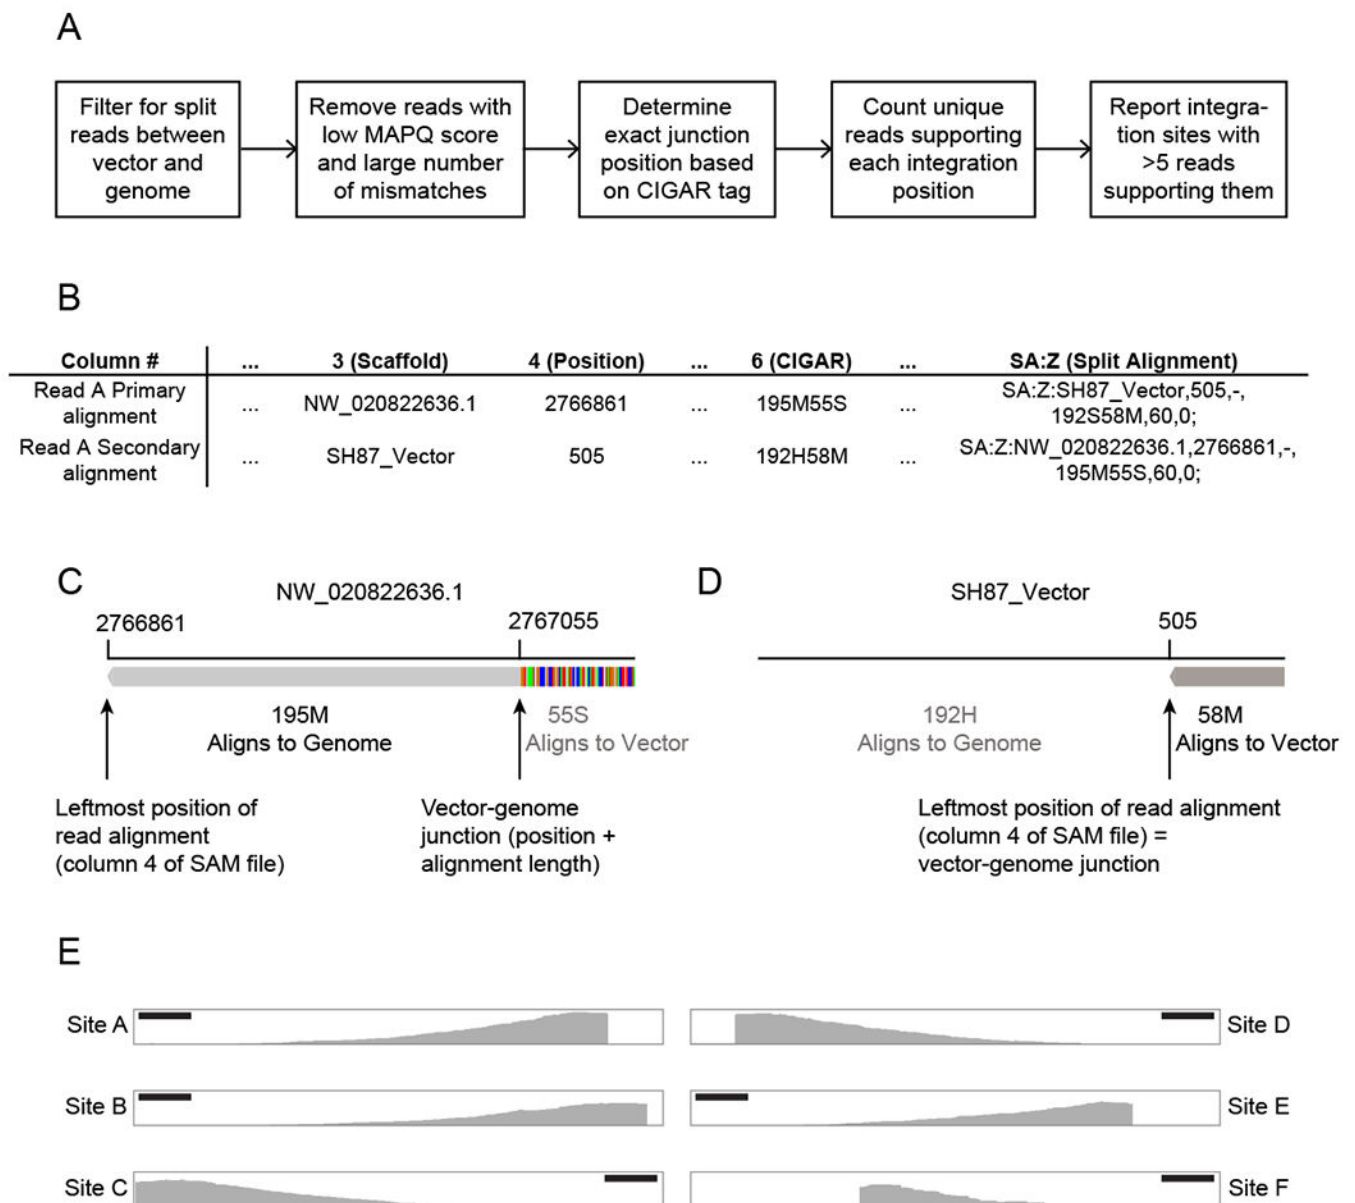 A
Filter for split
reads between
vector and
genome
Remove reads with
low MAPQ score
and large number
of mismatches
Determine
exact junction
position based
on CIGAR tag
Count unique
reads supporting
each integration
position
Report integra-
tion sites with
>5 reads
supporting them
B
Column # ... 3 (Scaffold) 4 (Position) ... 6 (CIGAR) ... SA:Z (Split Alignment)
Read A Primary
alignment
... NW_020822636.1 2766861 ... 195M55S ...
SA:Z:SH87_Vector,505,-,
192S58M,60,0;
Read A Secondary
alignment
... SH87_Vector 505 ... 192H58M ...
SA:Z:NW_020822636.1,2766861,-,
195M55S,60,0;
C
NW_020822636.1
2766861 2767055
195M
Aligns to Genome
55S
Aligns to Vector
Leftmost position of
read alignment
(column 4 of SAM file)
Vector-genome
junction (position +
alignment length)
D
SH87_Vector
505
192H
Aligns to Genome
58M
Aligns to Vector
Leftmost position of read alignment
(column 4 of SAM file) =
vector-genome junction
E
Site A
Site D
Site B
Site E
Site C
Site F